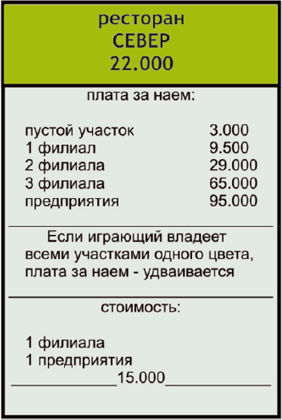 ресторан
СЕВЕР
22.000
плата за наем:
пустой участок 3.000
1 филиал 9.500
2 филиала 29.000
3 филиала 65.000
предприятия 95.000
Если играющий владеет
всеми участками одного цвета,
плата за наем - удваивается
стоимость:
1 филиала
1 предприятия
15.000